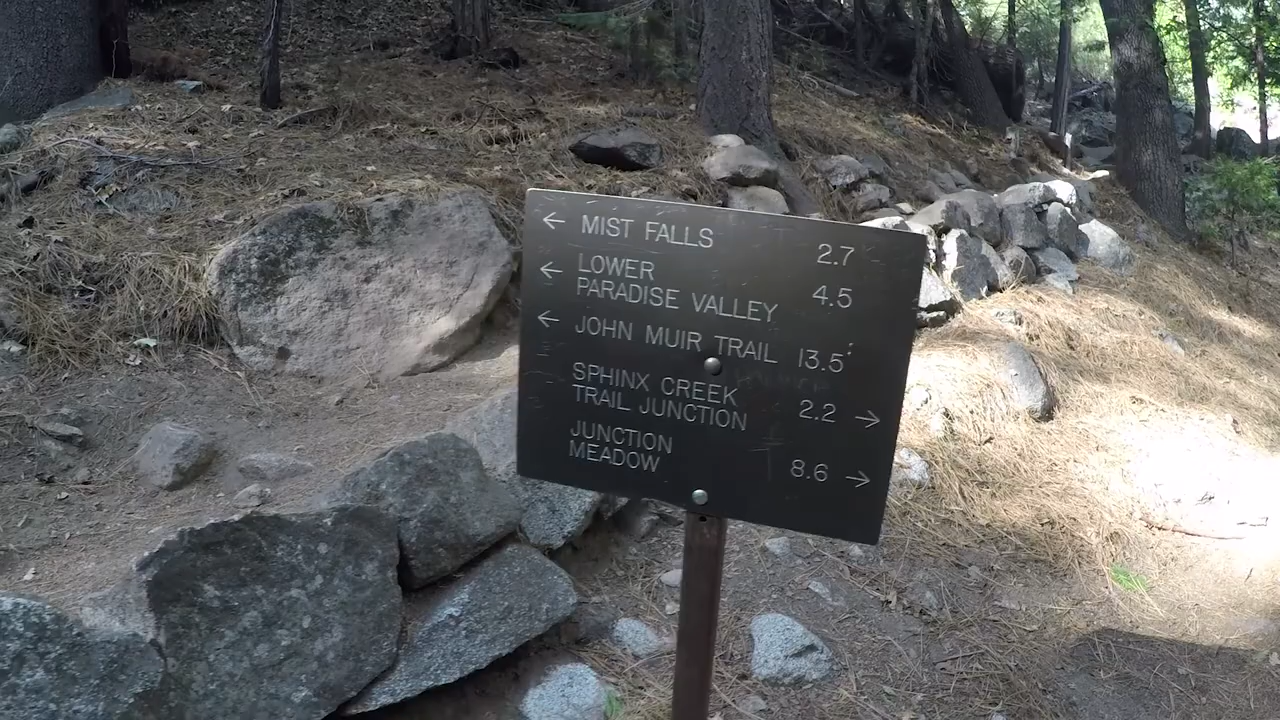 ← MIST FALLS 2.7
← LOWER
PARADISE VALLEY 4.5
← JOHN MUIR TRAIL 13.5
SPHINX CREEK
TRAIL JUNCTION 2.2 →
JUNCTION
MEADOW 8.6 →